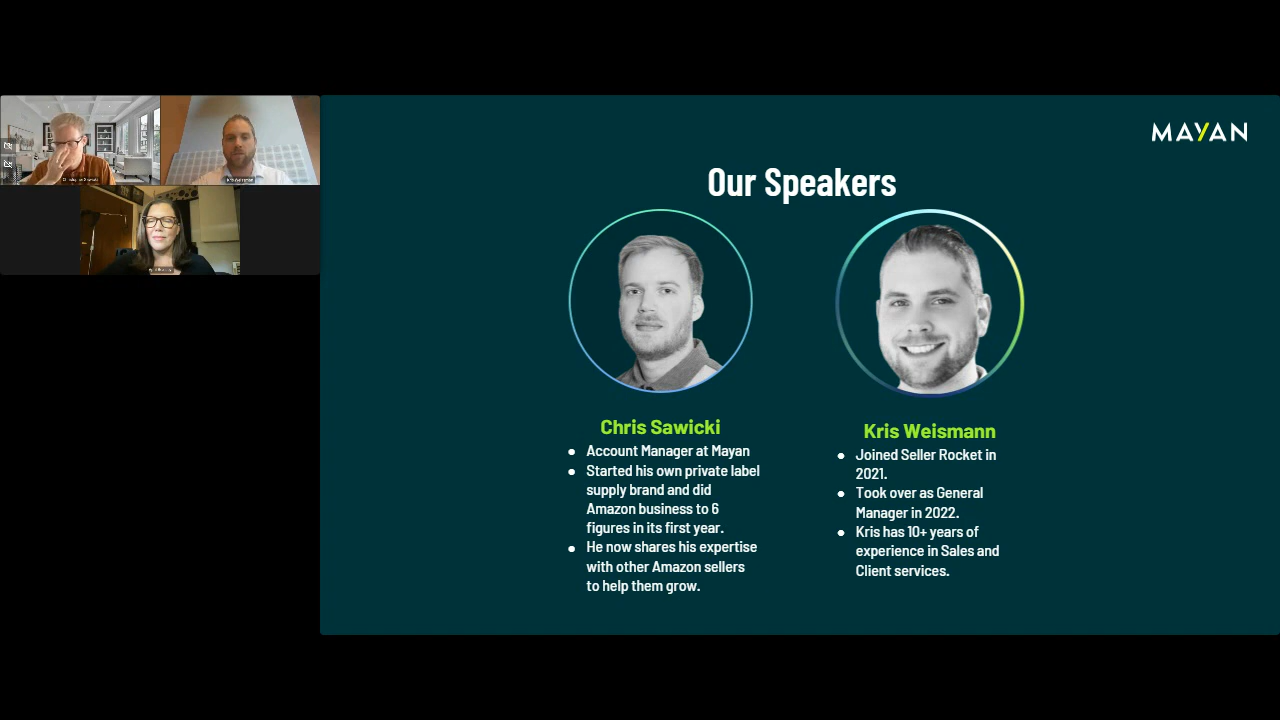 MAYAN
Our Speakers
Chris Sawicki
● Account Manager at Mayan
● Started his own private label
supply brand and did
Amazon business to 6
figures in its first year.
● He now shares his expertise
with other Amazon sellers
to help them grow.
Kris Weismann
● Joined Seller Rocket in
2021.
● Took over as General
Manager in 2022.
● Kris has 10+ years of
experience in Sales and
Client services.